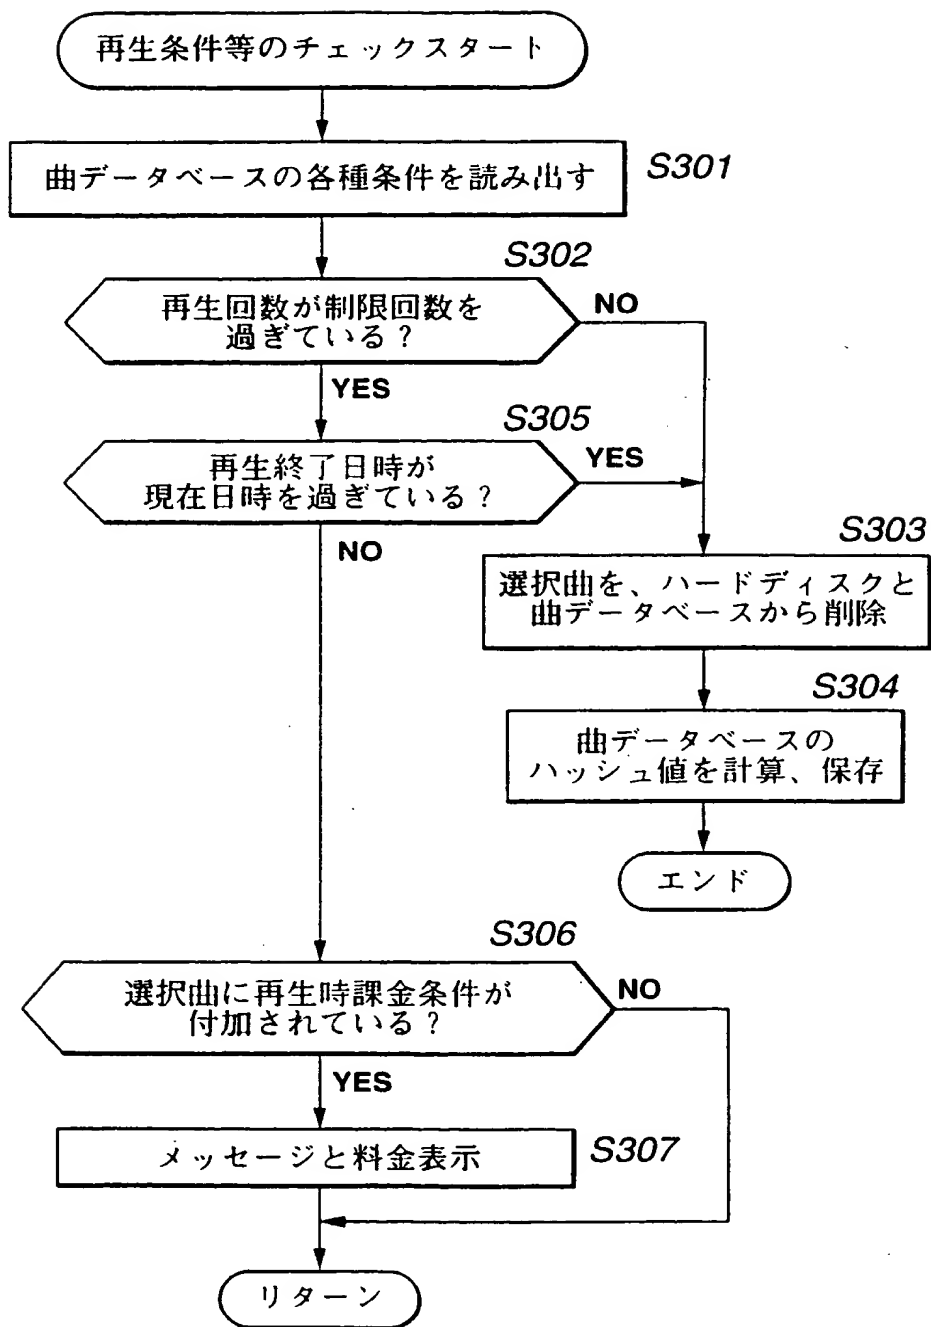 再生条件等のチェックスタート
曲データベースの各種条件を読み出す
S301
S302
再生回数が制限回数を
過ぎている?
NO
YES
S305
再生終了日時が
現在日時を過ぎている?
YES
NO
S303
選択曲を、ハードディスクと
曲データベースから削除
S304
曲データベースの
ハッシュ値を計算、保存
エンド
S306
選択曲に再生時課金条件が
付加されている?
NO
YES
メッセージと料金表示
S307
リターン